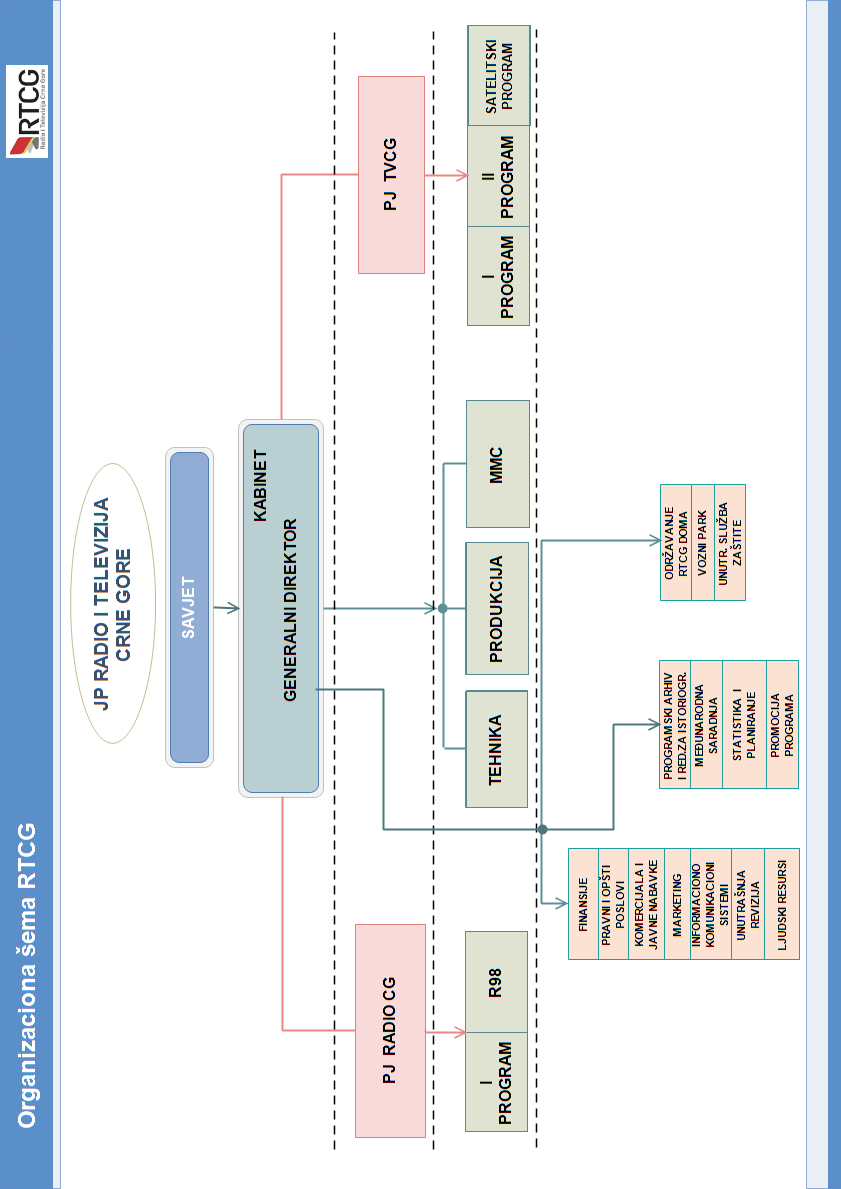 Organizaciona šema RTCG
RTCG
Radio i Televizija Crne Gore
JP RADIO I TELEVIZIJA
CRNE GORE
SAVJET
KABINET
GENERALNI DIREKTOR
PJ RADIO CG
PJ TVCG
I
PROGRAM
R98
TEHNIKA
PRODUKCIJA
MMC
I
PROGRAM
II
PROGRAM
SATELITSKI
PROGRAM
FINANSIJE
PRAVNI I OPŠTI
POSLOVI
KOMERCIJALA I
JAVNE NABAVKE
MARKETING
INFORMACIONO
KOMUNIKACIONI
SISTEMI
UNUTRAŠNJA
REVIZIJA
LJUDSKI RESURSI
PROGRAMSKI ARHIV
I RED.ZA ISTORIOGR.
MEĐUNARODNA
SARADNJA
STATISTIKA I
PLANIRANJE
PROMOCIJA
PROGRAMA
ODRŽAVANJE
RTCG DOMA
VOZNI PARK
UNUTR. SLUŽBA
ZAŠTITE